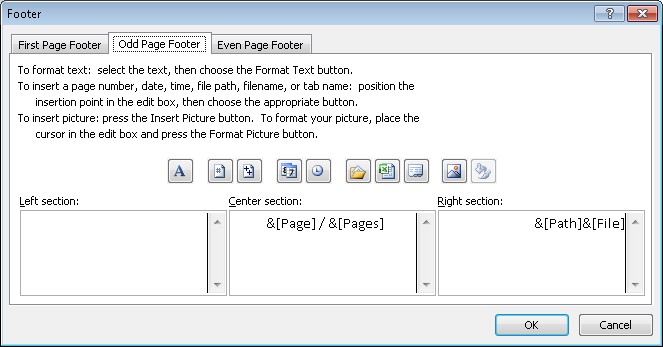 Footer
First Page Footer Odd Page Footer Even Page Footer
To format text: select the text, then choose the Format Text button.
To insert a page number, date, time, file path, filename, or tab name: position the
insertion point in the edit box, then choose the appropriate button.
To insert picture: press the Insert Picture button. To format your picture, place the
cursor in the edit box and press the Format Picture button.
A
Left section: Center section: Right section:
&[Page] / &[Pages] &[Path]&[File]
OK Cancel